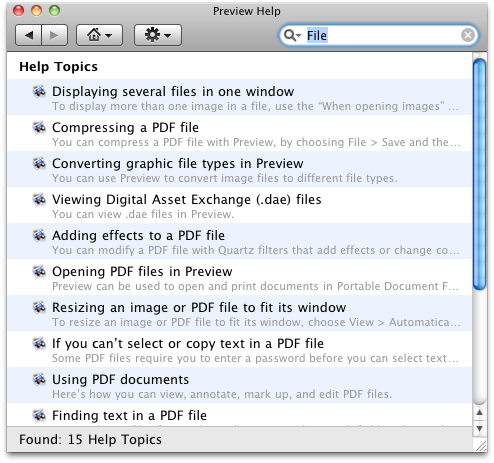 Preview Help
File
Help Topics
Displaying several files in one window
To display more than one image in a file, use the “When opening images” ...
Compressing a PDF file
You can compress a PDF file with Preview, by choosing File > Save and the...
Converting graphic file types in Preview
You can use Preview to convert image files to different file types.
Viewing Digital Asset Exchange (.dae) files
You can view .dae files in Preview.
Adding effects to a PDF file
You can modify a PDF file with Quartz filters that add effects or change co...
Opening PDF files in Preview
Preview can be used to open and print documents in Portable Document F...
Resizing an image or PDF file to fit its window
To resize an image or PDF file to fit its window, choose View > Automatica...
If you can’t select or copy text in a PDF file
Some PDF files require you to enter a password before you can select text...
Using PDF documents
Here’s how you can view, annotate, mark up, and edit PDF files.
Finding text in a PDF file
Found: 15 Help Topics